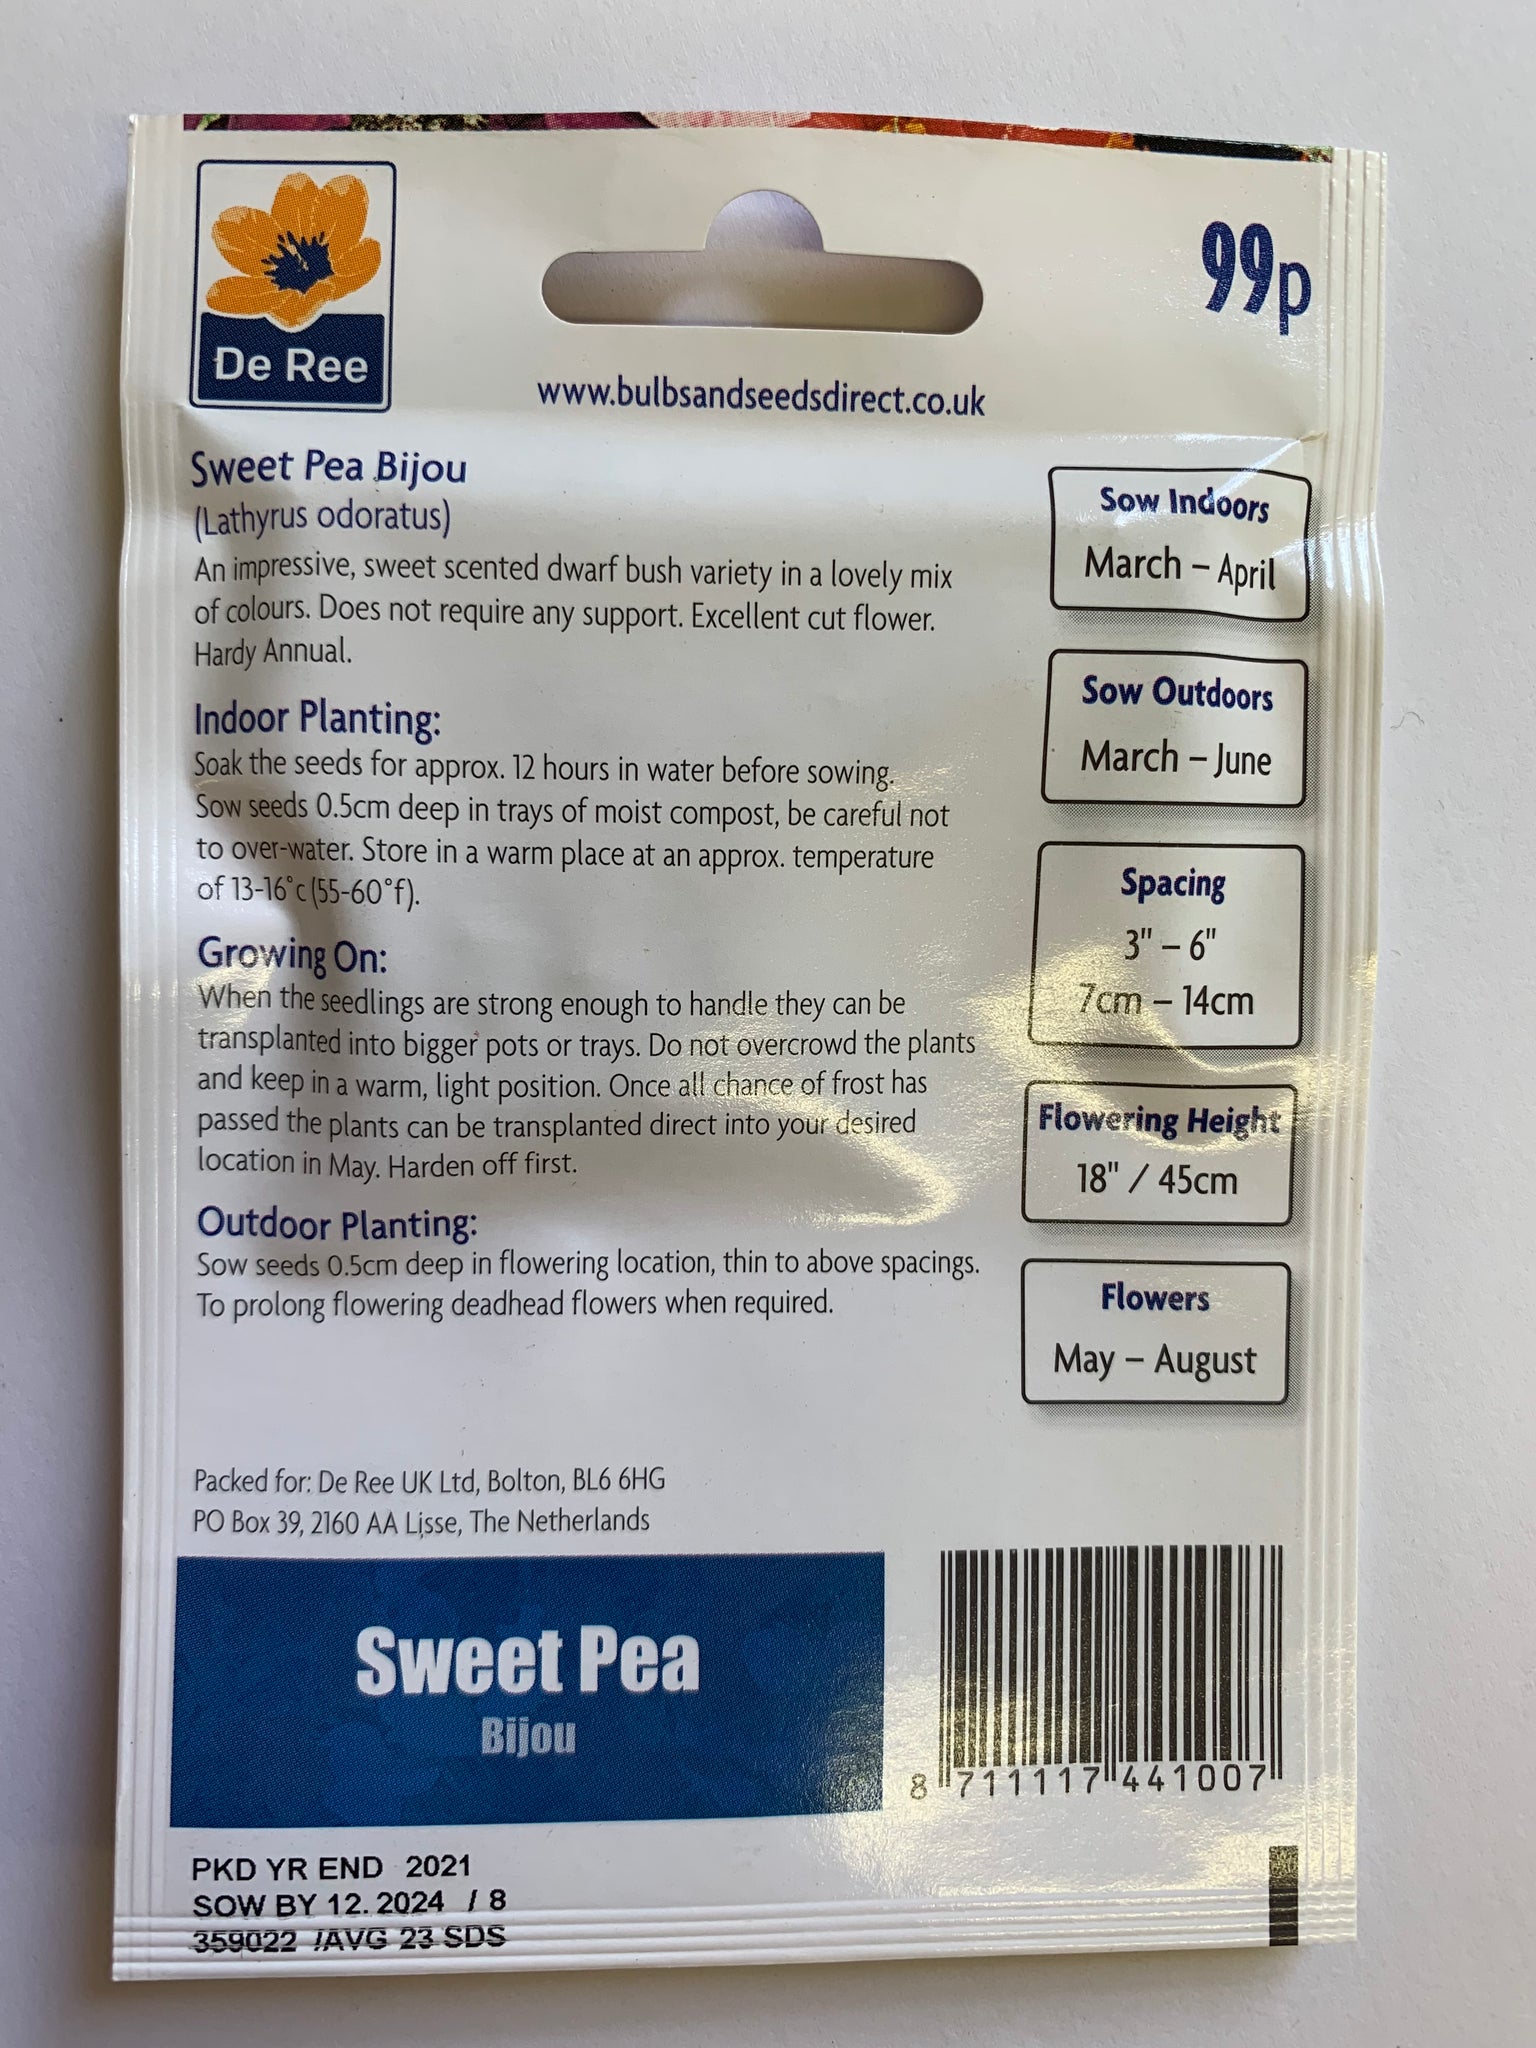 De Ree
99p
www.bulbsandseedsdirect.co.uk
Sweet Pea Bijou
(Lathyrus odoratus)
An impressive, sweet scented dwarf bush variety in a lovely mix
of colours. Does not require any support. Excellent cut flower.
Hardy Annual.
Indoor Planting:
Soak the seeds for approx. 12 hours in water before sowing.
Sow seeds 0.5cm deep in trays of moist compost, be careful not
to over-water. Store in a warm place at an approx. temperature
of 13-16°c (55-60°f).
Growing On:
When the seedlings are strong enough to handle they can be
transplanted into bigger pots or trays. Do not overcrowd the plants
and keep in a warm, light position. Once all chance of frost has
passed the plants can be transplanted direct into your desired
location in May. Harden off first.
Outdoor Planting:
Sow seeds 0.5cm deep in flowering location, thin to above spacings.
To prolong flowering deadhead flowers when required.
Sow Indoors
March – April
Sow Outdoors
March – June
Spacing
3" – 6"
7cm – 14cm
Flowering Height
18" / 45cm
Flowers
May – August
Packed for: De Ree UK Ltd, Bolton, BL6 6HG
PO Box 39, 2160 AA Lisse, The Netherlands
Sweet Pea
Bijou
8 711117 441007
PKD YR END 2021
SOW BY 12. 2024 / 8
359022 /AVG 23 SDS